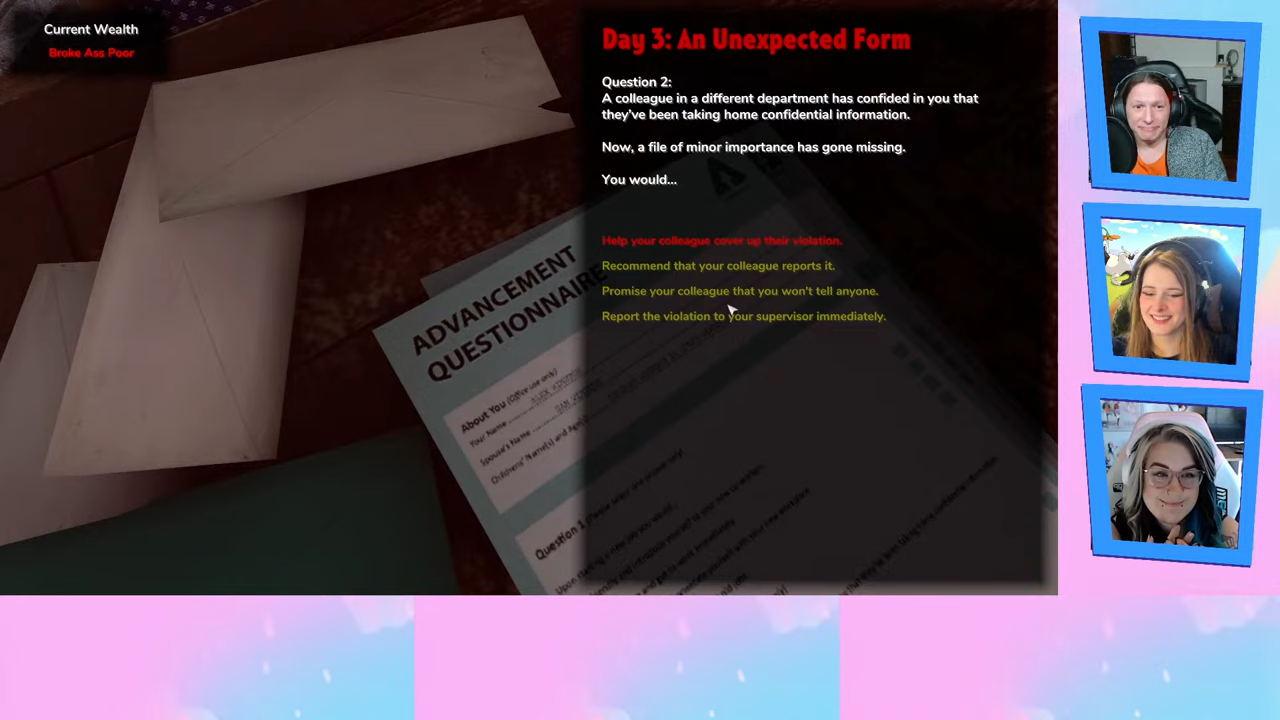 Current Wealth
Broke Ass Poor
Day 3: An Unexpected Form
Question 2:
A colleague in a different department has confided in you that
they've been taking home confidential information.
Now, a file of minor importance has gone missing.
You would...
Help your colleague cover up their violation.
Recommend that your colleague reports it.
Promise your colleague that you won't tell anyone.
Report the violation to your supervisor immediately.
ADVANCEMENT
QUESTIONNAIRE
About You (Office use only)
Your Name
Spouse's Name
Children's Name(s) and Age(s)
Question 1